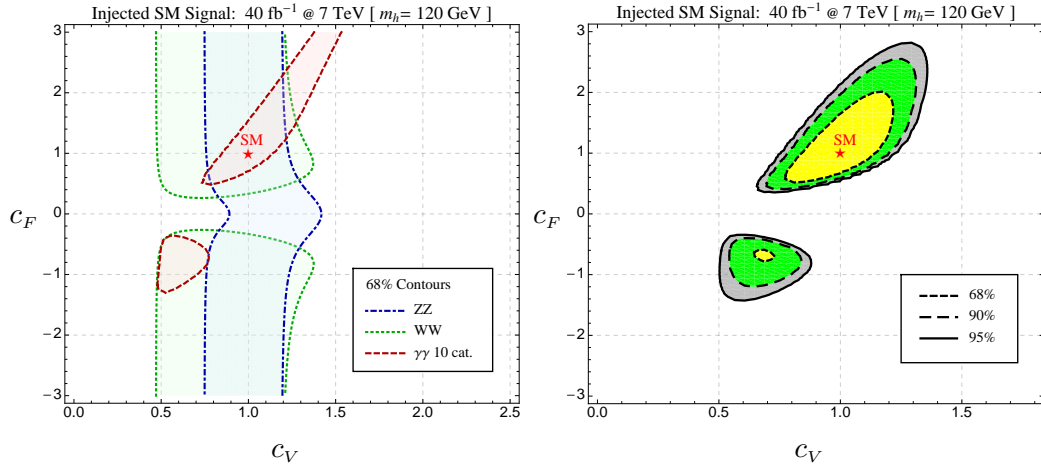 Injected SM Signal: 40 fb⁻¹ @ 7 TeV [ m_h = 120 GeV ]
3
2
1
0
−1
−2
−3
c_F
SM
68% Contours
ZZ
WW
γγ 10 cat.
0.0 0.5 1.0 1.5 2.0 2.5
c_V
Injected SM Signal: 40 fb⁻¹ @ 7 TeV [ m_h = 120 GeV ]
3
2
1
0
−1
−2
−3
c_F
SM
68%
90%
95%
0.0 0.5 1.0 1.5
c_V